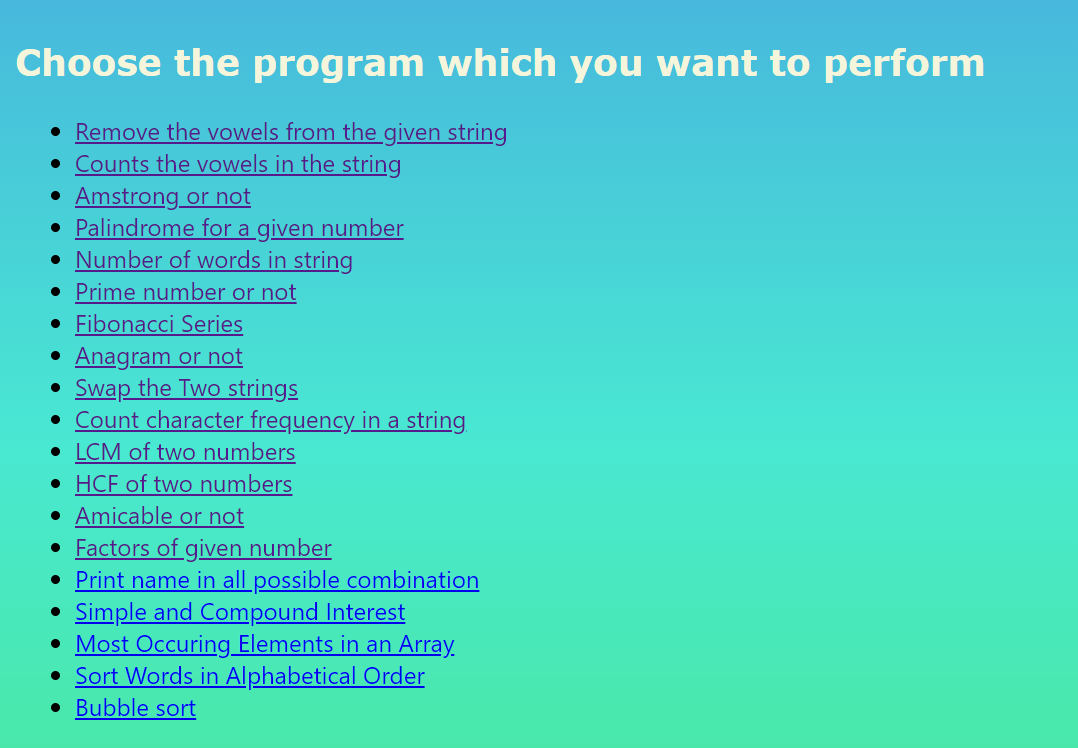 Choose the program which you want to perform
Remove the vowels from the given string
Counts the vowels in the string
Amstrong or not
Palindrome for a given number
Number of words in string
Prime number or not
Fibonacci Series
Anagram or not
Swap the Two strings
Count character frequency in a string
LCM of two numbers
HCF of two numbers
Amicable or not
Factors of given number
Print name in all possible combination
Simple and Compound Interest
Most Occuring Elements in an Array
Sort Words in Alphabetical Order
Bubble sort